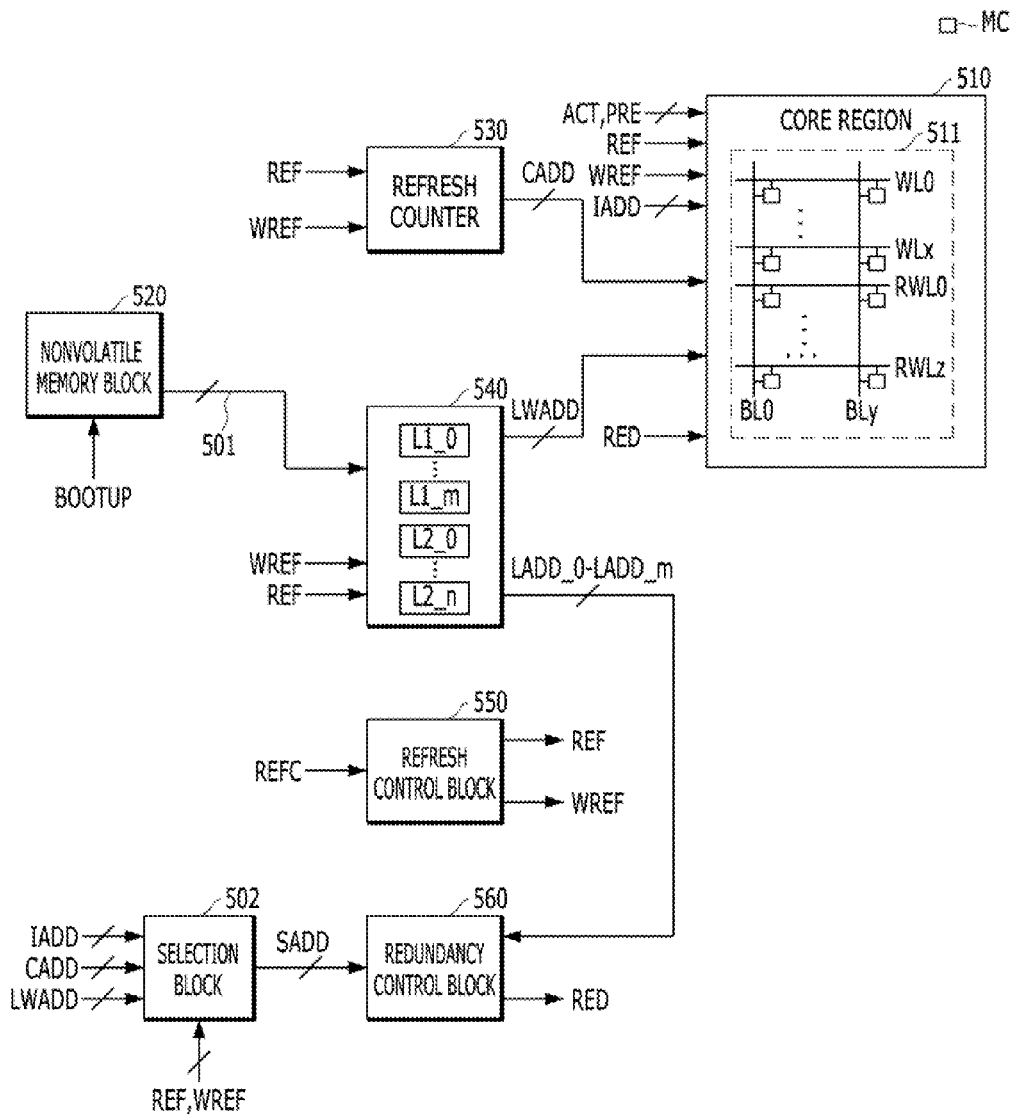 MC
510
CORE REGION
511
ACT,PRE
REF
WREF
IADD
WL0
WLx
RWL0
RWLz
BL0
BLy
RED
530
REF
WREF
REFRESH
COUNTER
CADD
520
NONVOLATILE
MEMORY BLOCK
501
BOOTUP
540
LWADD
L1_0
L1_m
L2_0
L2_n
WREF
REF
LADD_0-LADD_m
550
REFC
REFRESH
CONTROL BLOCK
REF
WREF
502
IADD
CADD
LWADD
SELECTION
BLOCK
SADD
REF,WREF
560
REDUNDANCY
CONTROL BLOCK
RED